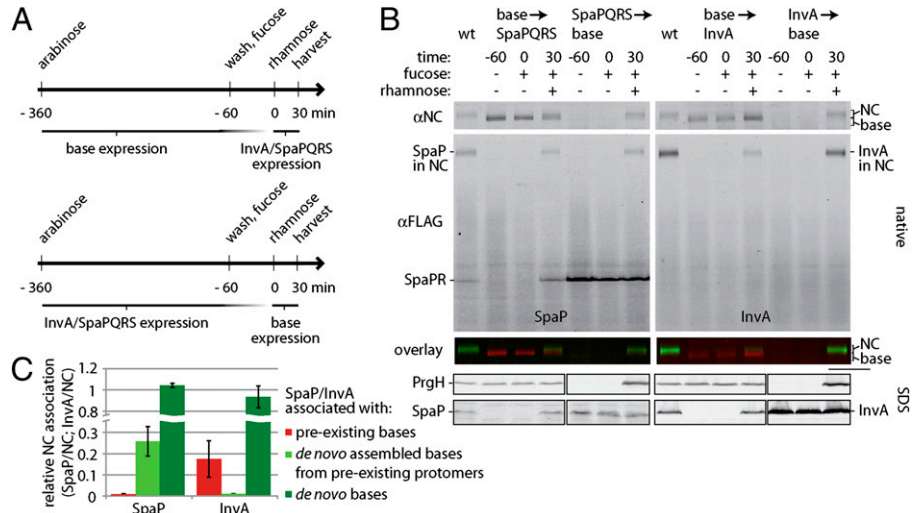 A
arabinose
wash, fucose
rhamnose
harvest
- 360
- 60
0
30 min
base expression
InvA/SpaPQRS
expression
arabinose
wash, fucose
rhamnose
harvest
- 360
- 60
0
30 min
InvA/SpaPQRS expression
base
expression
B
wt
base→
SpaPQRS
SpaPQRS→
base
wt
base→
InvA
InvA→
base
time: -60 0 30 -60 0 30 -60 0 30 -60 0 30
fucose: - + + - + + - + + - + +
rhamnose: - - + - - + - - + - - +
αNC
NC
base
SpaP
in NC
InvA
in NC
αFLAG
native
SpaPR
SpaP
InvA
overlay
NC
base
PrgH
SDS
SpaP
InvA
C
relative NC association
(SpaP/NC; InvA/NC)
1.2
1
0.8
0.3
0.2
0.1
0
SpaP
InvA
SpaP/InvA
associated with:
pre-existing bases
de novo assembled bases
from pre-existing protomers
de novo bases